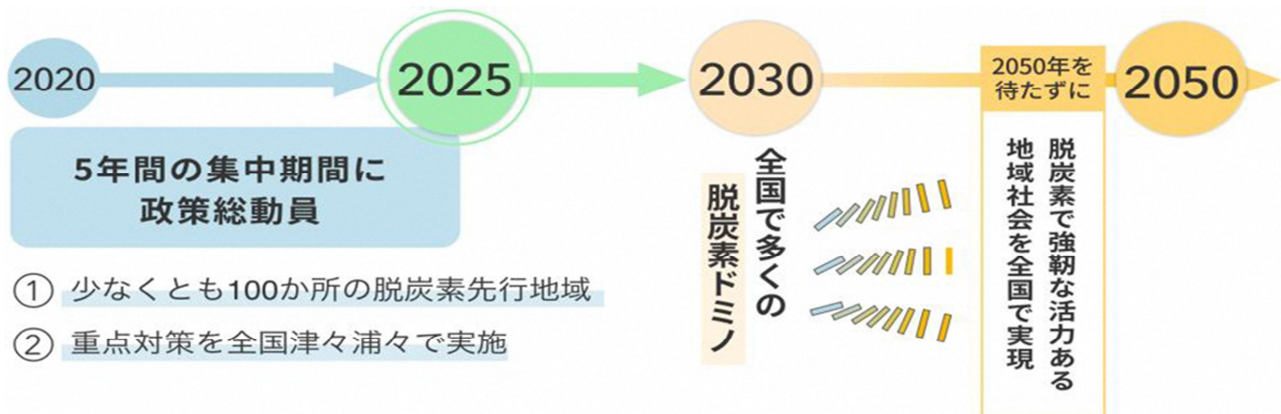 2020
2025
2030
2050年を
待たずに
2050
5年間の集中期間に
政策総動員
① 少なくとも100か所の脱炭素先行地域
② 重点対策を全国津々浦々で実施
全国で多くの
脱炭素ドミノ
脱炭素で強靭な活力ある
地域社会を全国で実現